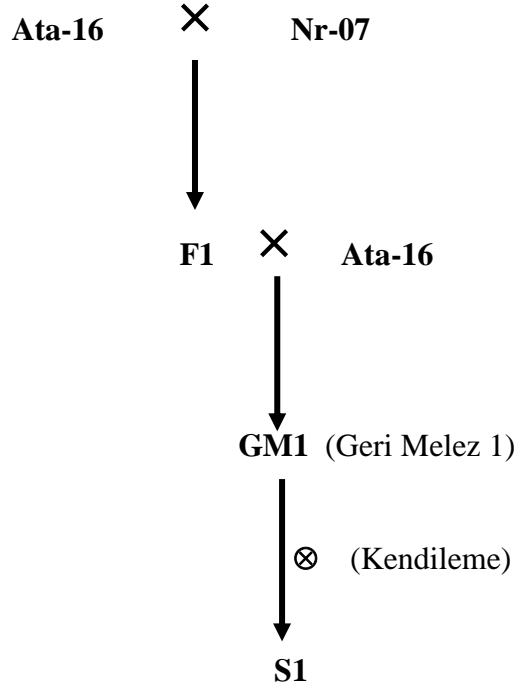 Ata-16 × Nr-07
F1 × Ata-16
GM1 (Geri Melez 1)
⊗ (Kendileme)
S1